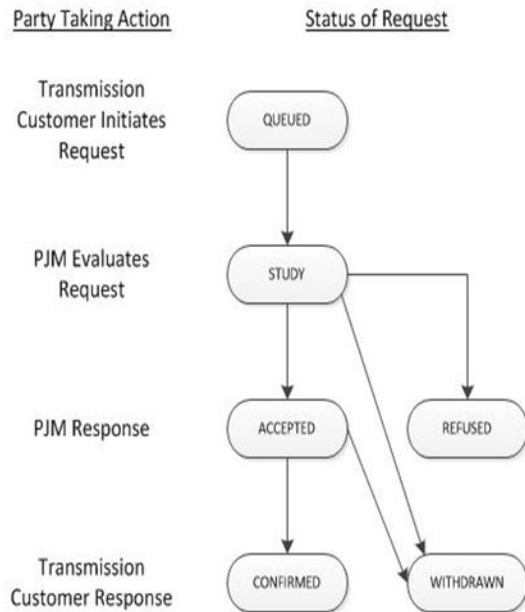 Party Taking Action
Status of Request
Transmission
Customer Initiates
Request
QUEUED
PJM Evaluates
Request
STUDY
PJM Response
ACCEPTED
REFUSED
Transmission
Customer Response
CONFIRMED
WITHDRAWN